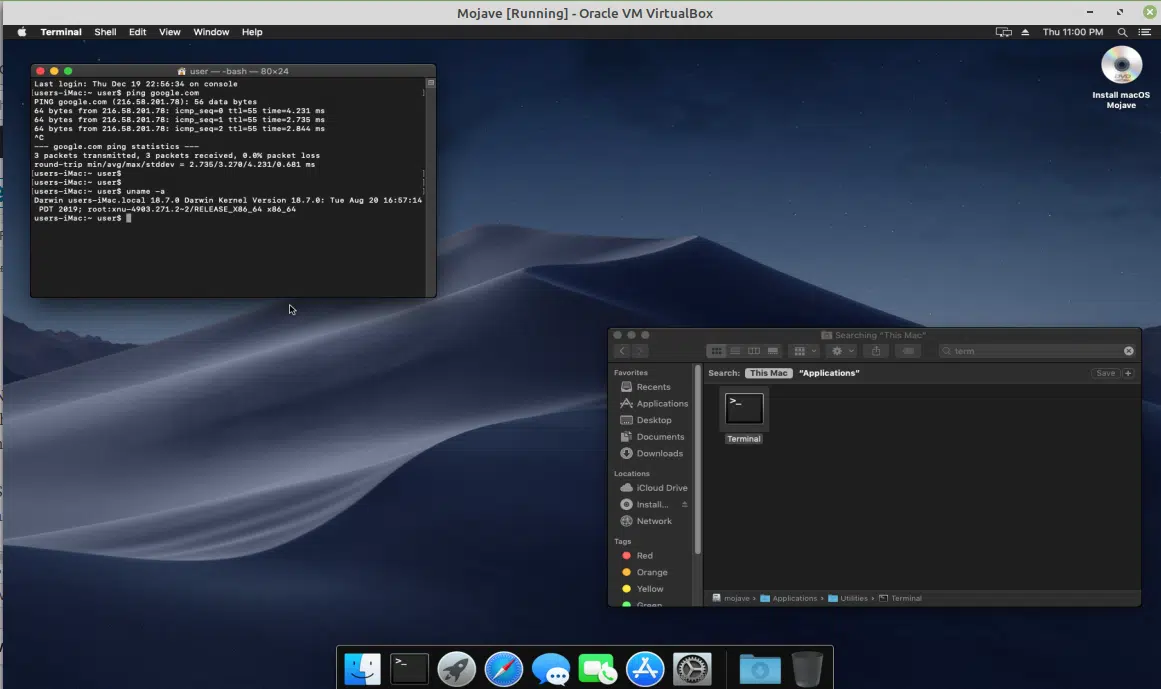 Mojave [Running] - Oracle VM VirtualBox
Terminal Shell Edit View Window Help
Thu 11:00 PM
Install macOS
Mojave
user — -bash — 80×24
Last login: Thu Dec 19 22:56:34 on console
[users-iMac:~ user$ ping google.com ]
PING google.com (216.58.201.78): 56 data bytes
64 bytes from 216.58.201.78: icmp_seq=0 ttl=55 time=4.231 ms
64 bytes from 216.58.201.78: icmp_seq=1 ttl=55 time=2.735 ms
64 bytes from 216.58.201.78: icmp_seq=2 ttl=55 time=2.844 ms
^C
--- google.com ping statistics ---
3 packets transmitted, 3 packets received, 0.0% packet loss
round-trip min/avg/max/stddev = 2.735/3.270/4.231/0.681 ms
[users-iMac:~ user$ ]
[users-iMac:~ user$ ]
[users-iMac:~ user$ uname -a ]
Darwin users-iMac.local 18.7.0 Darwin Kernel Version 18.7.0: Tue Aug 20 16:57:14
PDT 2019; root:xnu-4903.271.2~2/RELEASE_X86_64 x86_64
users-iMac:~ user$
Searching "This Mac"
term
Search: This Mac "Applications"
Save +
Favorites
Recents
Applications
Desktop
Documents
Downloads
Locations
iCloud Drive
Install...
Network
Tags
Red
Orange
Yellow
Green
>_
Terminal
mojave › Applications › Utilities › Terminal
>_
DVD